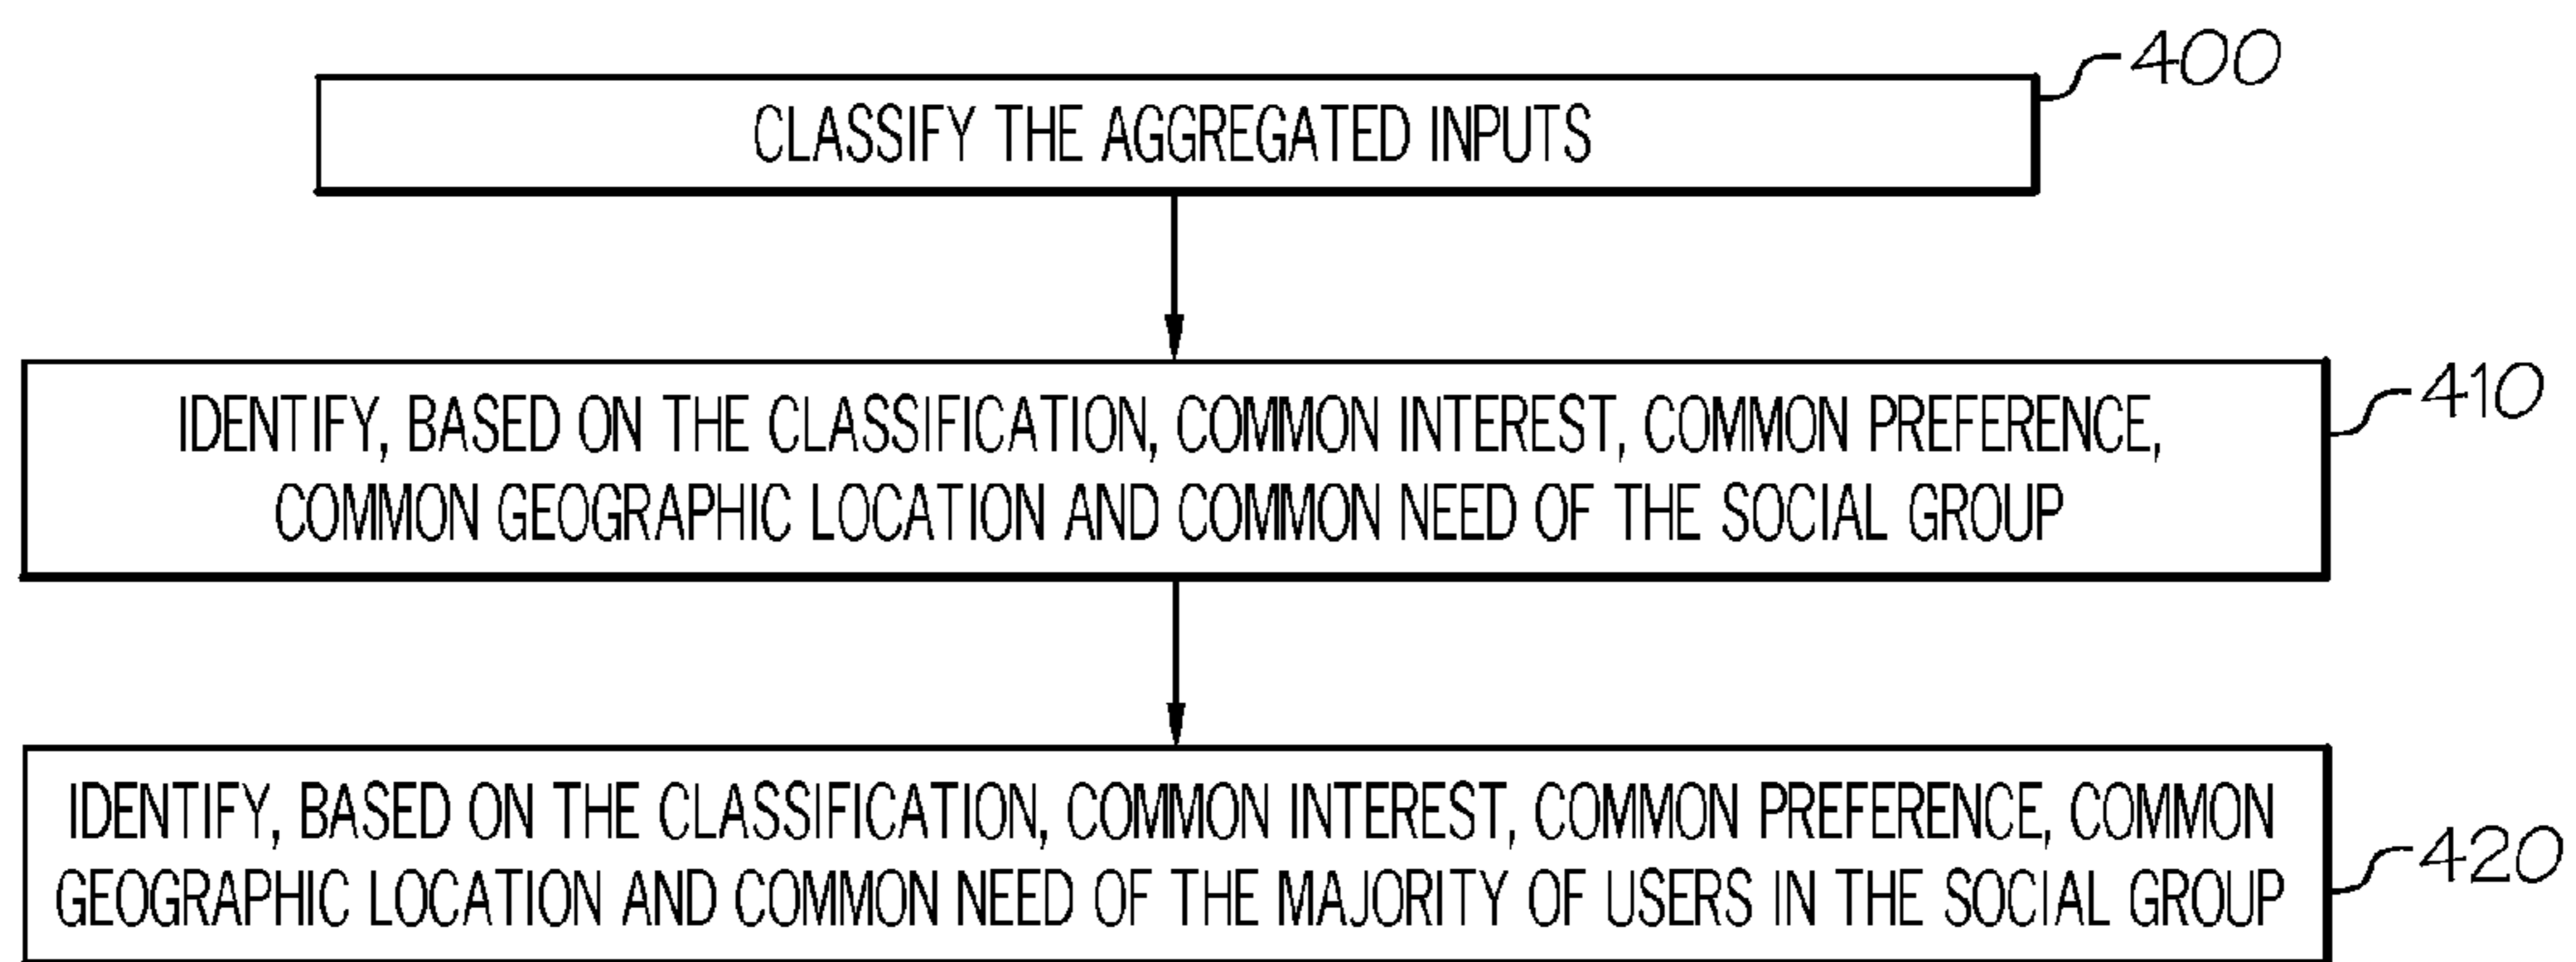 400
CLASSIFY THE AGGREGATED INPUTS
410
IDENTIFY, BASED ON THE CLASSIFICATION, COMMON INTEREST, COMMON PREFERENCE,
COMMON GEOGRAPHIC LOCATION AND COMMON NEED OF THE SOCIAL GROUP
420
IDENTIFY, BASED ON THE CLASSIFICATION, COMMON INTEREST, COMMON PREFERENCE, COMMON
GEOGRAPHIC LOCATION AND COMMON NEED OF THE MAJORITY OF USERS IN THE SOCIAL GROUP